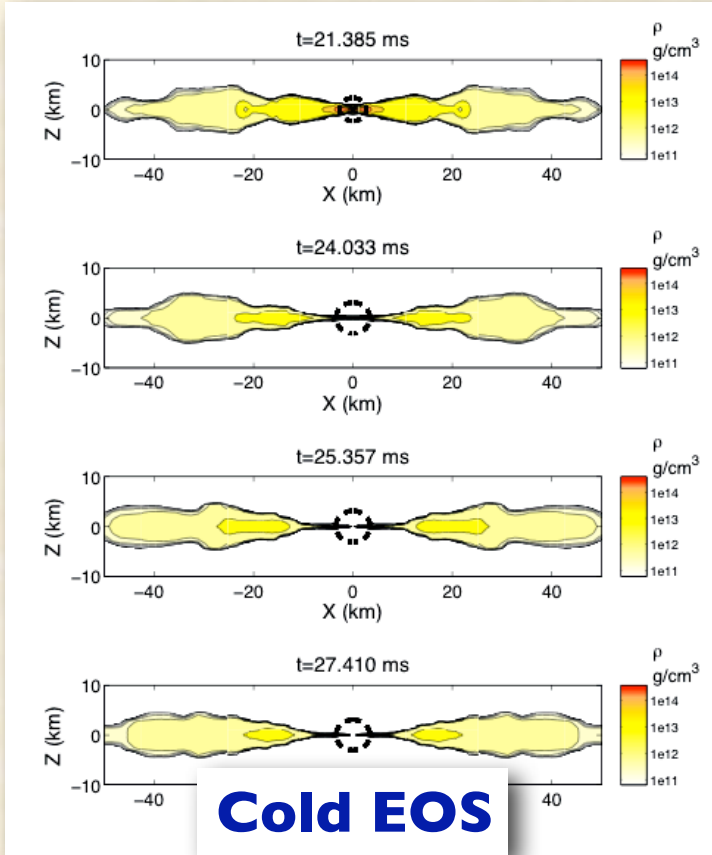 t=21.385 ms
ρ
g/cm³
10
0
−10
Z (km)
−40 −20 0 20 40
X (km)
1e14
1e13
1e12
1e11
t=24.033 ms
ρ
g/cm³
10
0
−10
Z (km)
−40 −20 0 20 40
X (km)
1e14
1e13
1e12
1e11
t=25.357 ms
ρ
g/cm³
10
0
−10
Z (km)
−40 −20 0 20 40
X (km)
1e14
1e13
1e12
1e11
t=27.410 ms
ρ
g/cm³
10
0
−10
Z (km)
−40 −20 0 20 40
1e14
1e13
1e12
1e11
Cold EOS